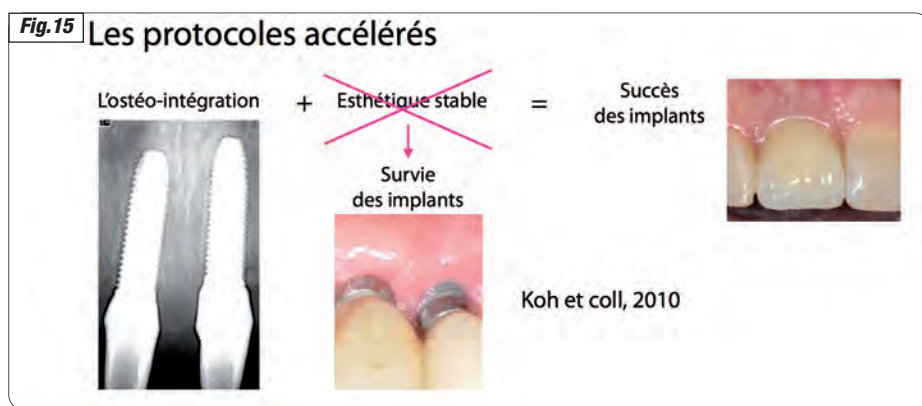 Fig.15
Les protocoles accélérés
L'ostéo-intégration + Esthétique stable = Succès
des implants
Survie
des implants
Koh et coll, 2010